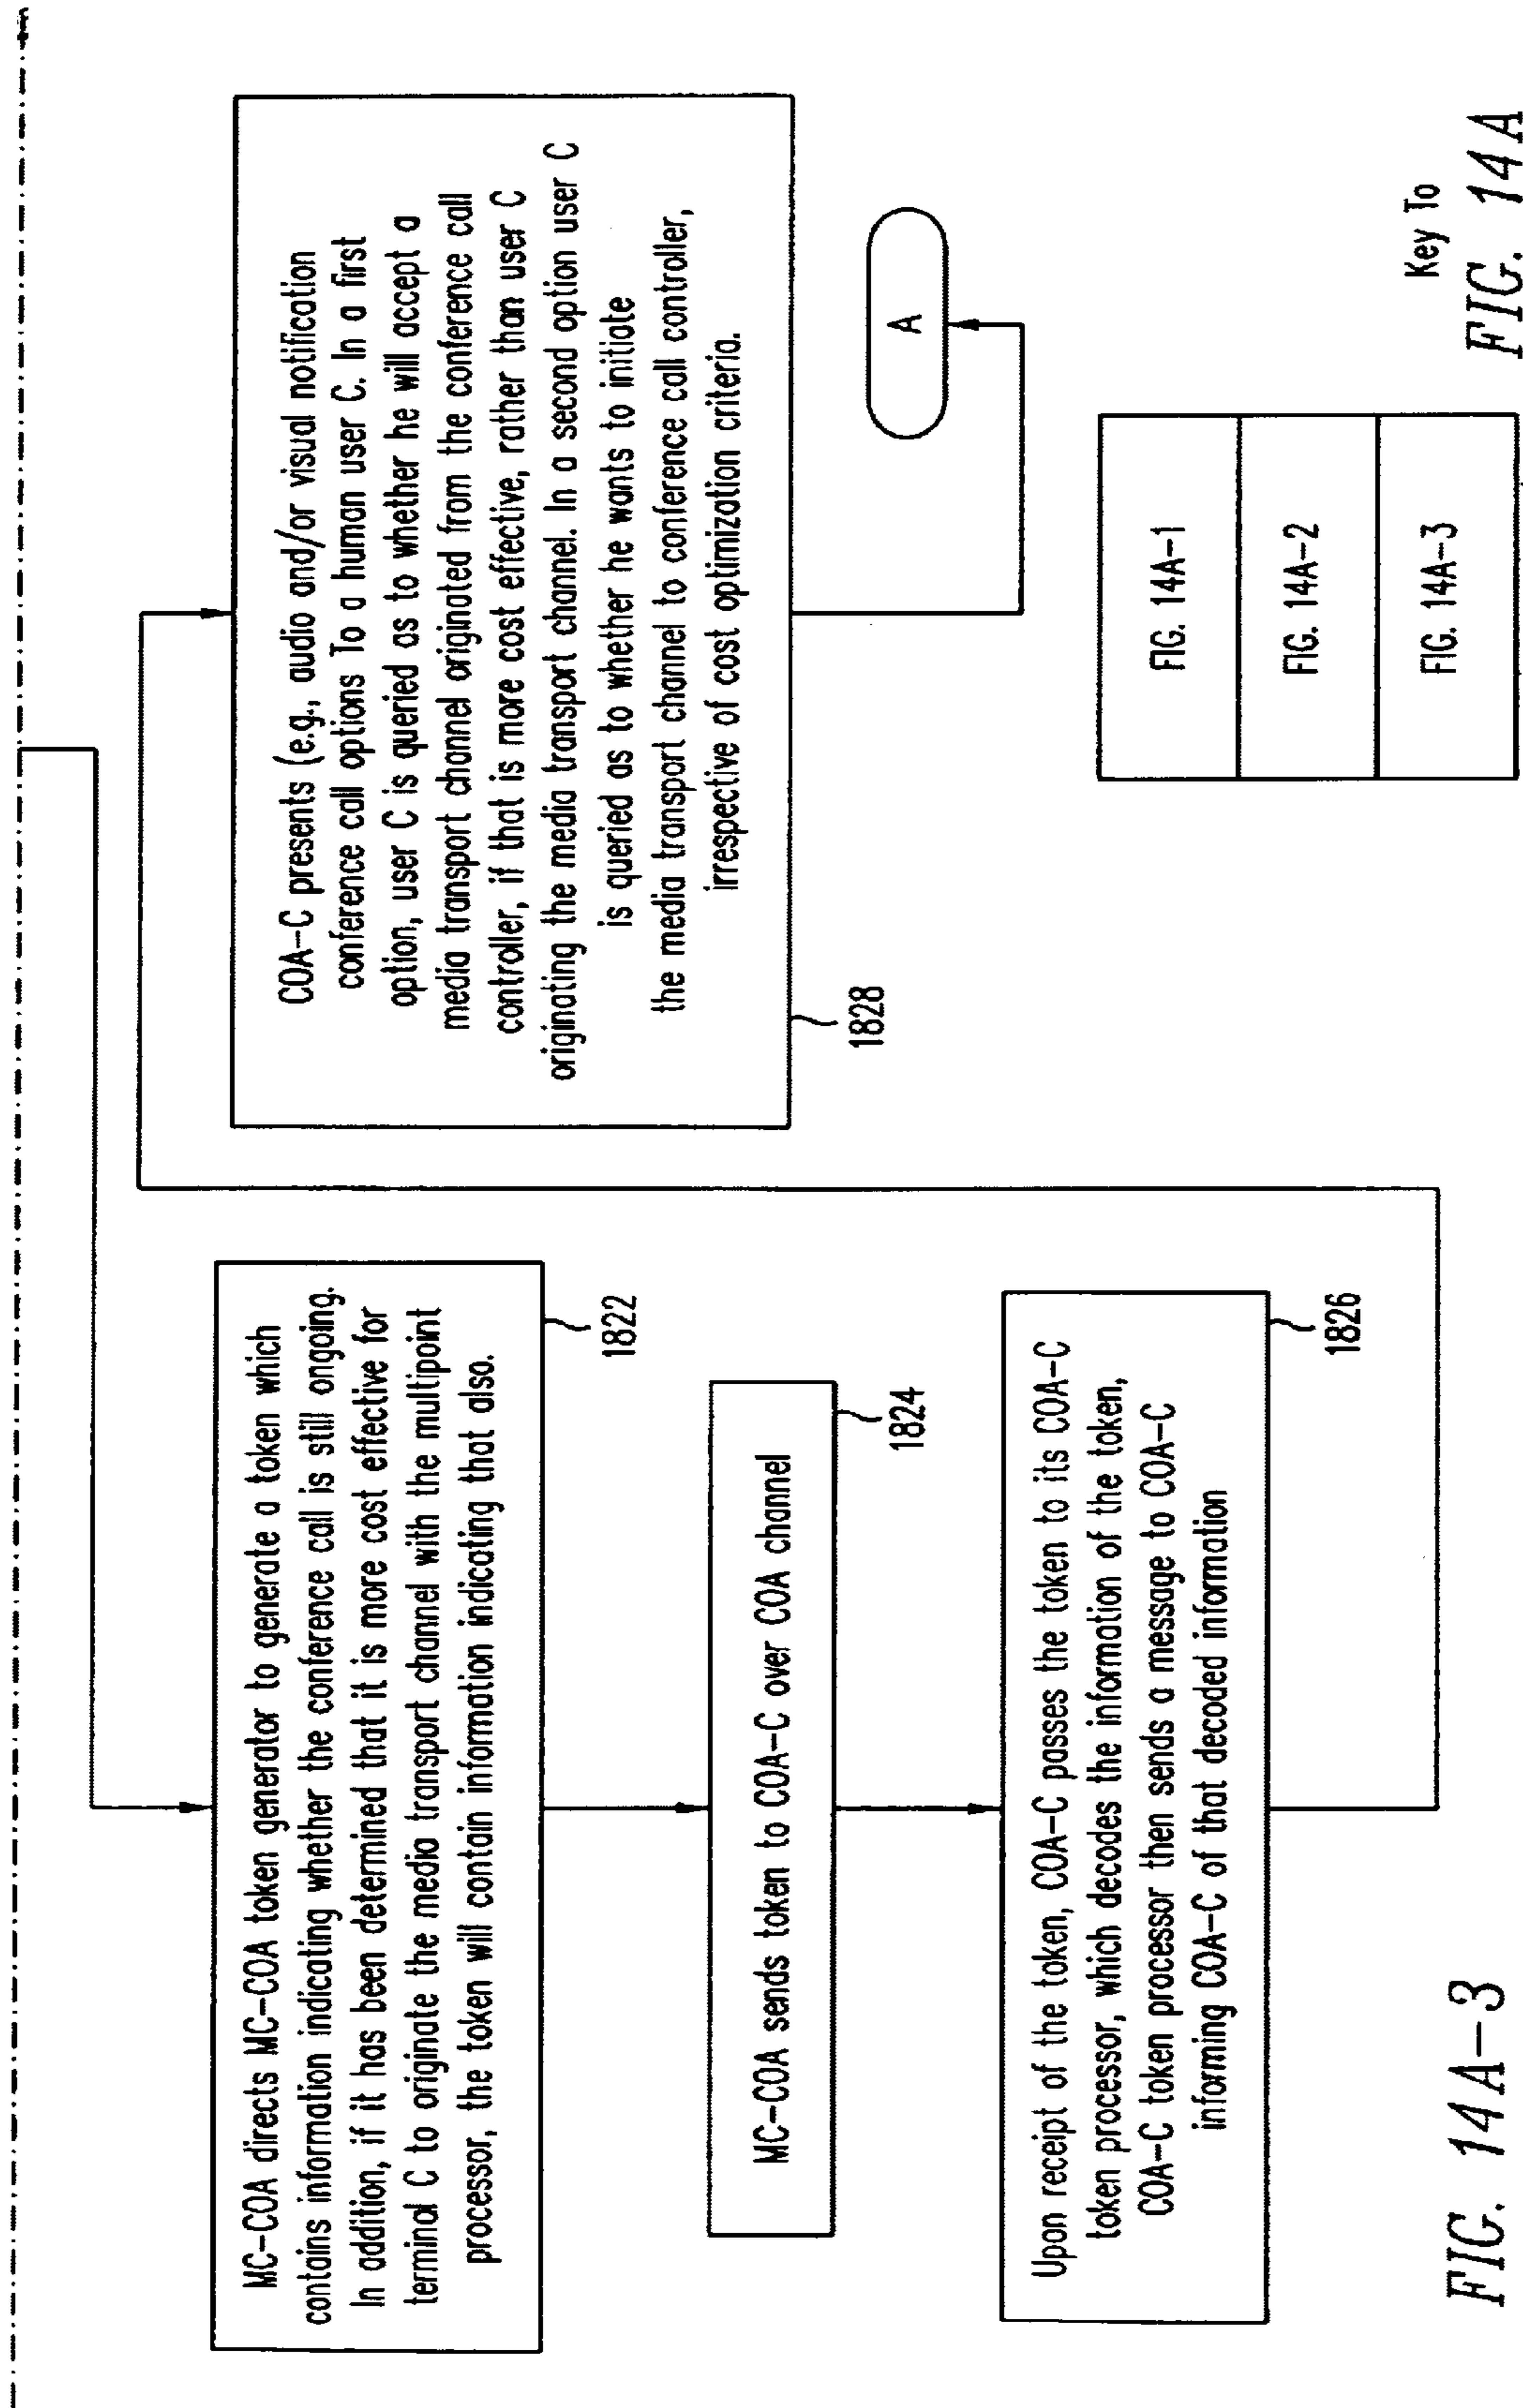 MC-COA directs MC-COA token generator to generate a token which
contains information indicating whether the conference call is still ongoing.
In addition, if it has been determined that it is more cost effective for
terminal C to originate the media transport channel with the multipoint
processor, the token will contain information indicating that also.
1822
MC-COA sends token to COA-C over COA channel
1824
Upon receipt of the token, COA-C passes the token to its COA-C
token processor, which decodes the information of the token,
COA-C token processor then sends a message to COA-C
informing COA-C of that decoded information
1826
COA-C presents (e.g., audio and/or visual notification
conference call options To a human user C. In a first
option, user C is queried as to whether he will accept a
media transport channel originated from the conference call
controller, if that is more cost effective, rather than user C
originating the media transport channel. In a second option user C
is queried as to whether he wants to initiate
the media transport channel to conference call controller,
irrespective of cost optimization criteria.
1828
A
FIG. 14A-1
FIG. 14A-2
FIG. 14A-3
Key To
FIG. 14A
FIG. 14A-3